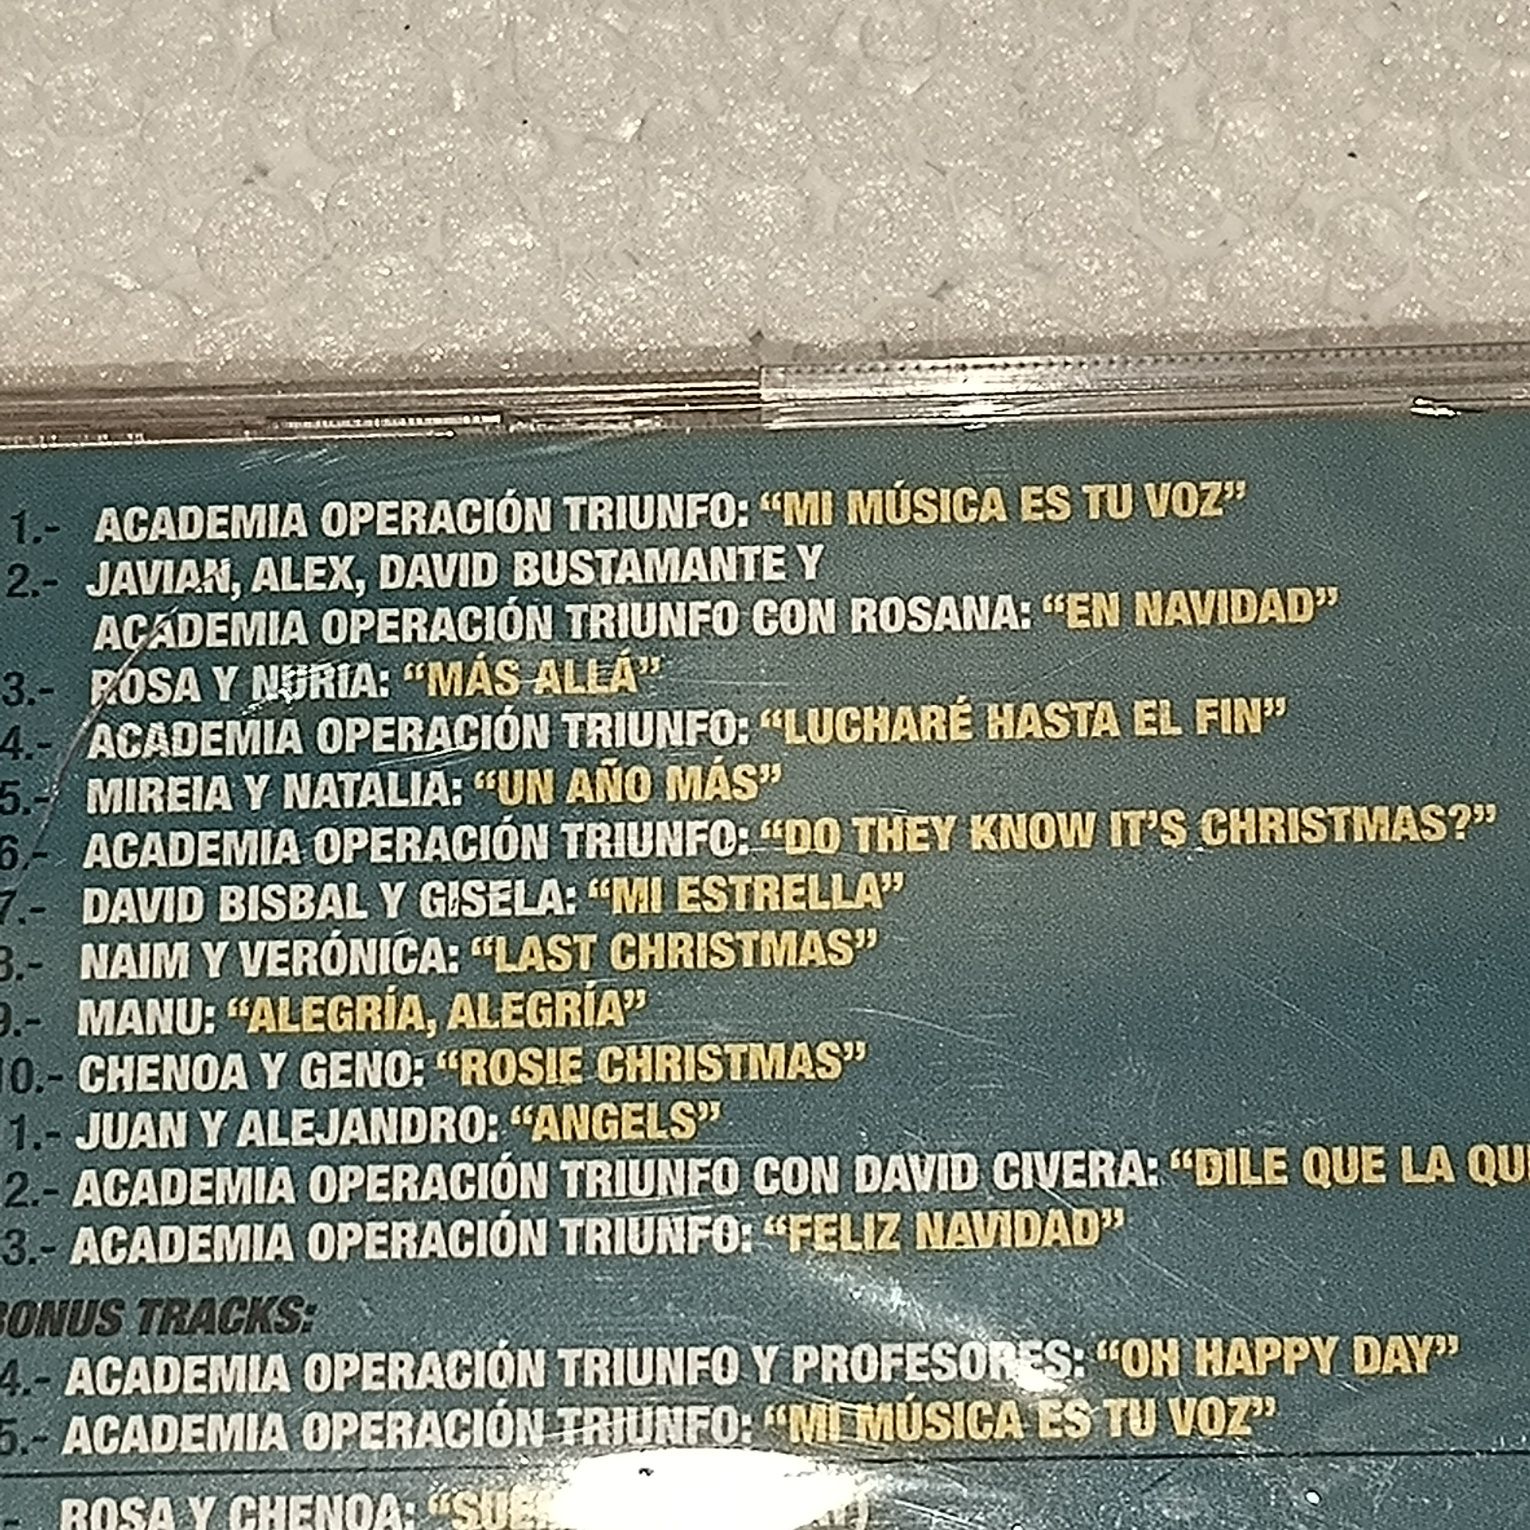 1.- ACADEMIA OPERACIÓN TRIUNFO: “MI MÚSICA ES TU VOZ”
2.- JAVIAN, ALEX, DAVID BUSTAMANTE Y
ACADEMIA OPERACIÓN TRIUNFO CON ROSANA: “EN NAVIDAD”
3.- ROSA Y NURIA: “MÁS ALLÁ”
4.- ACADEMIA OPERACIÓN TRIUNFO: “LUCHARÉ HASTA EL FIN”
5.- MIREIA Y NATALIA: “UN AÑO MÁS”
6.- ACADEMIA OPERACIÓN TRIUNFO: “DO THEY KNOW IT’S CHRISTMAS?”
7.- DAVID BISBAL Y GISELA: “MI ESTRELLA”
8.- NAIM Y VERÓNICA: “LAST CHRISTMAS”
9.- MANU: “ALEGRÍA, ALEGRÍA”
10.- CHENOA Y GENO: “ROSIE CHRISTMAS”
1.- JUAN Y ALEJANDRO: “ANGELS”
2.- ACADEMIA OPERACIÓN TRIUNFO CON DAVID CIVERA: “DILE QUE LA
3.- ACADEMIA OPERACIÓN TRIUNFO: “FELIZ NAVIDAD”
BONUS TRACKS:
4.- ACADEMIA OPERACIÓN TRIUNFO Y PROFESORES: “OH HAPPY DAY”
5.- ACADEMIA OPERACIÓN TRIUNFO: “MI MÚSICA ES TU VOZ”
ROSA Y CHENOA: